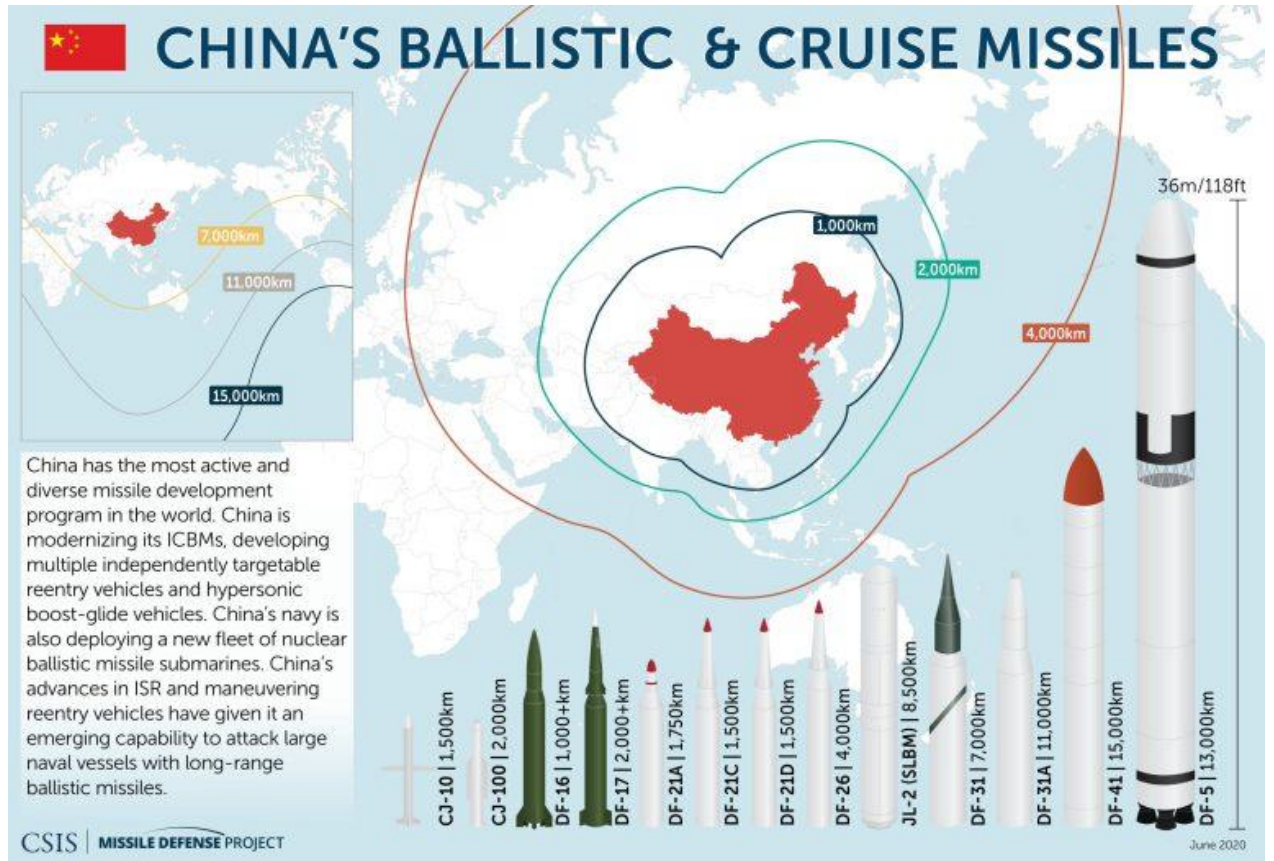 CHINA'S BALLISTIC & CRUISE MISSILES
7,000km
11,000km
15,000km
1,000km
2,000km
4,000km
36m/118ft
China has the most active and
diverse missile development
program in the world. China is
modernizing its ICBMs, developing
multiple independently targetable
reentry vehicles and hypersonic
boost-glide vehicles. China's navy is
also deploying a new fleet of nuclear
ballistic missile submarines. China's
advances in ISR and maneuvering
reentry vehicles have given it an
emerging capability to attack large
naval vessels with long-range
ballistic missiles.
CJ-10 | 1,500km
CJ-100 | 2,000km
DF-16 | 1,000+km
DF-17 | 2,000+km
DF-21A | 1,750km
DF-21C | 1,500km
DF-21D | 1,500km
DF-26 | 4,000km
JL-2 (SLBM) | 8,500km
DF-31 | 7,000km
DF-31A | 11,000km
DF-41 | 15,000km
DF-5 | 13,000km
CSIS | MISSILE DEFENSE PROJECT
June 2020